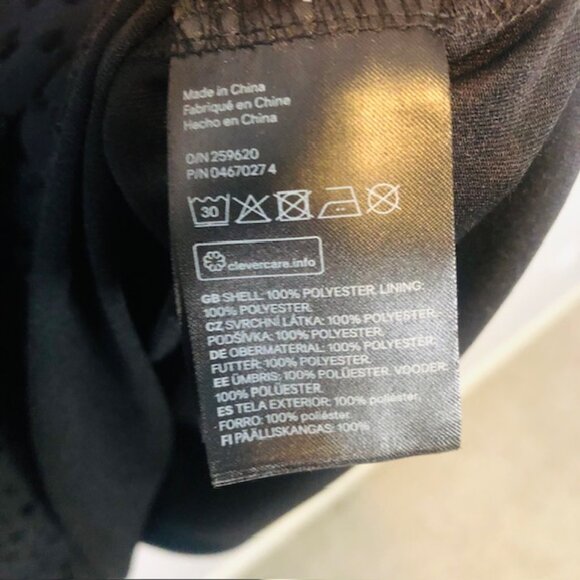 Made in China
Fabriqué en Chine
Hecho en China
O/N 259620
P/N 04670274
30
clevercare.info
GB SHELL: 100% POLYESTER. LINING:
100% POLYESTER.
CZ SVRCHNÍ LÁTKA: 100% POLYESTER.
PODŠÍVKA: 100% POLYESTER.
DE OBERMATERIAL: 100% POLYESTER.
FUTTER: 100% POLYESTER.
EE ÜMBRIS: 100% POLÜESTER. VOODER:
100% POLÜESTER.
ES TELA EXTERIOR: 100% poliéster.
FORRO: 100% poliéster.
FI PÄÄLLISKANGAS: 100%